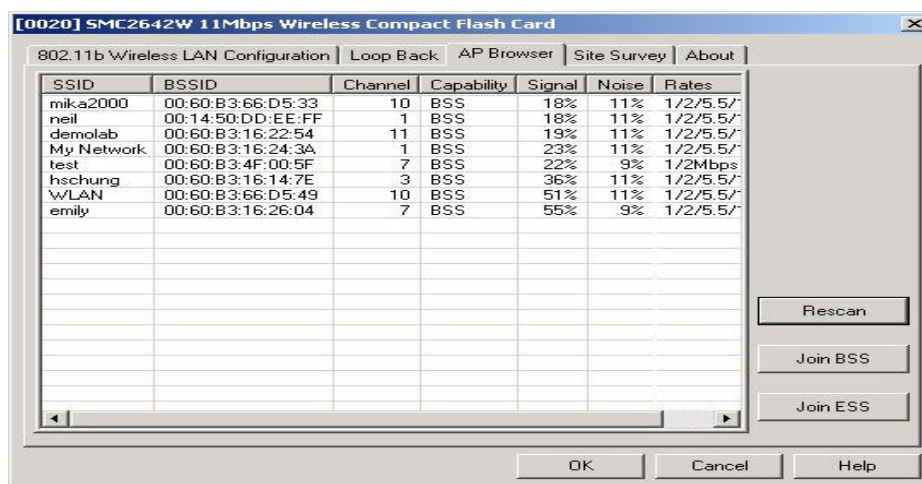 [0020] SMC2642W 11Mbps Wireless Compact Flash Card
802.11b Wireless LAN Configuration Loop Back AP Browser Site Survey About
SSID BSSID Channel Capability Signal Noise Rates
mika2000 00:60:B3:66:D5:33 10 BSS 18% 11% 1/2/5.5/
neil 00:14:50:DD:EE:FF 1 BSS 18% 11% 1/2/5.5/
demolab 00:60:B3:16:22:54 11 BSS 19% 11% 1/2/5.5/
My Network 00:60:B3:16:24:3A 1 BSS 23% 11% 1/2/5.5/
test 00:60:B3:4F:00:5F 7 BSS 22% 9% 1/2Mbps
hschung 00:60:B3:16:14:7E 3 BSS 36% 11% 1/2/5.5/
WLAN 00:60:B3:66:D5:49 10 BSS 51% 11% 1/2/5.5/
emily 00:60:B3:16:26:04 7 BSS 55% 9% 1/2/5.5/
Rescan
Join BSS
Join ESS
OK Cancel Help